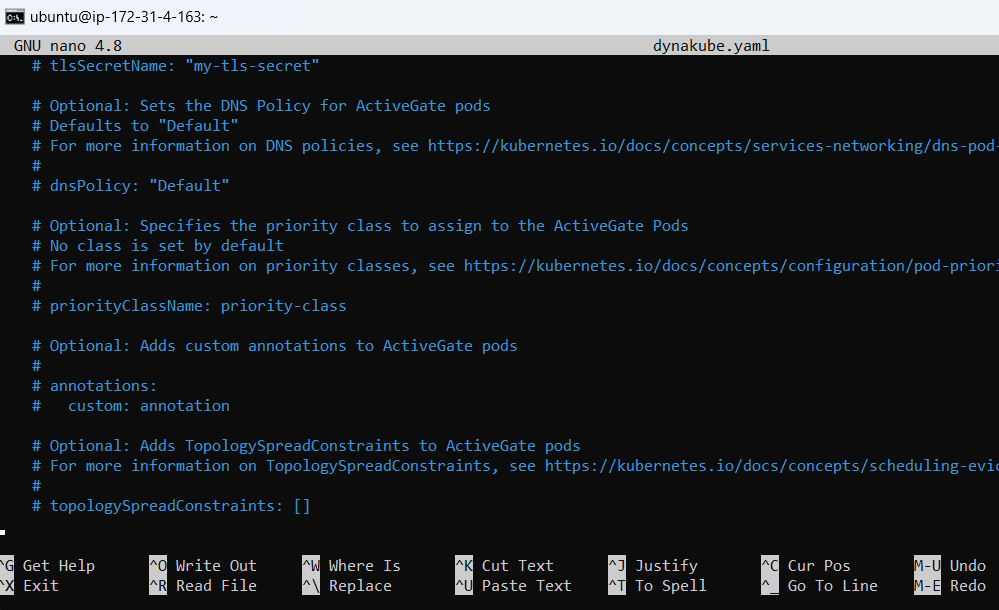 ubuntu@ip-172-31-4-163: ~
GNU nano 4.8 dynakube.yaml
# tlsSecretName: "my-tls-secret"
# Optional: Sets the DNS Policy for ActiveGate pods
# Defaults to "Default"
# For more information on DNS policies, see https://kubernetes.io/docs/concepts/services-networking/dns-pod-
#
# dnsPolicy: "Default"
# Optional: Specifies the priority class to assign to the ActiveGate Pods
# No class is set by default
# For more information on priority classes, see https://kubernetes.io/docs/concepts/configuration/pod-priori
#
# priorityClassName: priority-class
# Optional: Adds custom annotations to ActiveGate pods
#
# annotations:
#   custom: annotation
# Optional: Adds TopologySpreadConstraints to ActiveGate pods
# For more information on TopologySpreadConstraints, see https://kubernetes.io/docs/concepts/scheduling-evic
#
# topologySpreadConstraints: []
^G Get Help ^O Write Out ^W Where Is ^K Cut Text ^J Justify ^C Cur Pos M-U Undo
^X Exit ^R Read File ^\ Replace ^U Paste Text ^T To Spell ^_ Go To Line M-E Redo